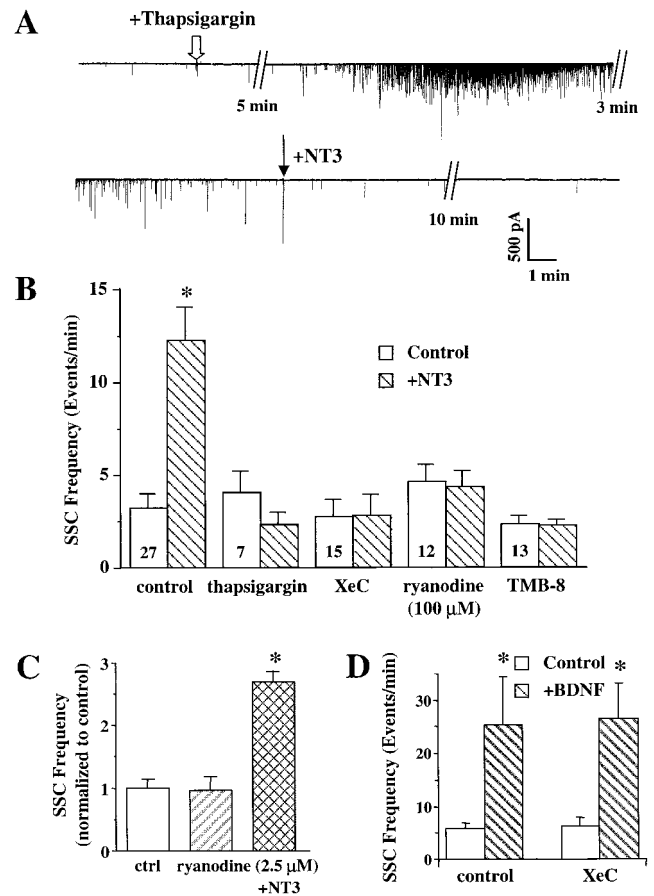 A
+Thapsigargin
5 min
3 min
+NT3
10 min
500 pA
1 min
B
SSC Frequency (Events/min)
15
10
5
0
*
Control
+NT3
27
7
15
12
13
control
thapsigargin
XeC
ryanodine
(100 µM)
TMB-8
C
SSC Frequency
(normalized to control)
3
2
1
0
*
ctrl
ryanodine (2.5 µM)
+NT3
D
SSC Frequency (Events/min)
30
20
10
0
Control
+BDNF
*
*
control
XeC